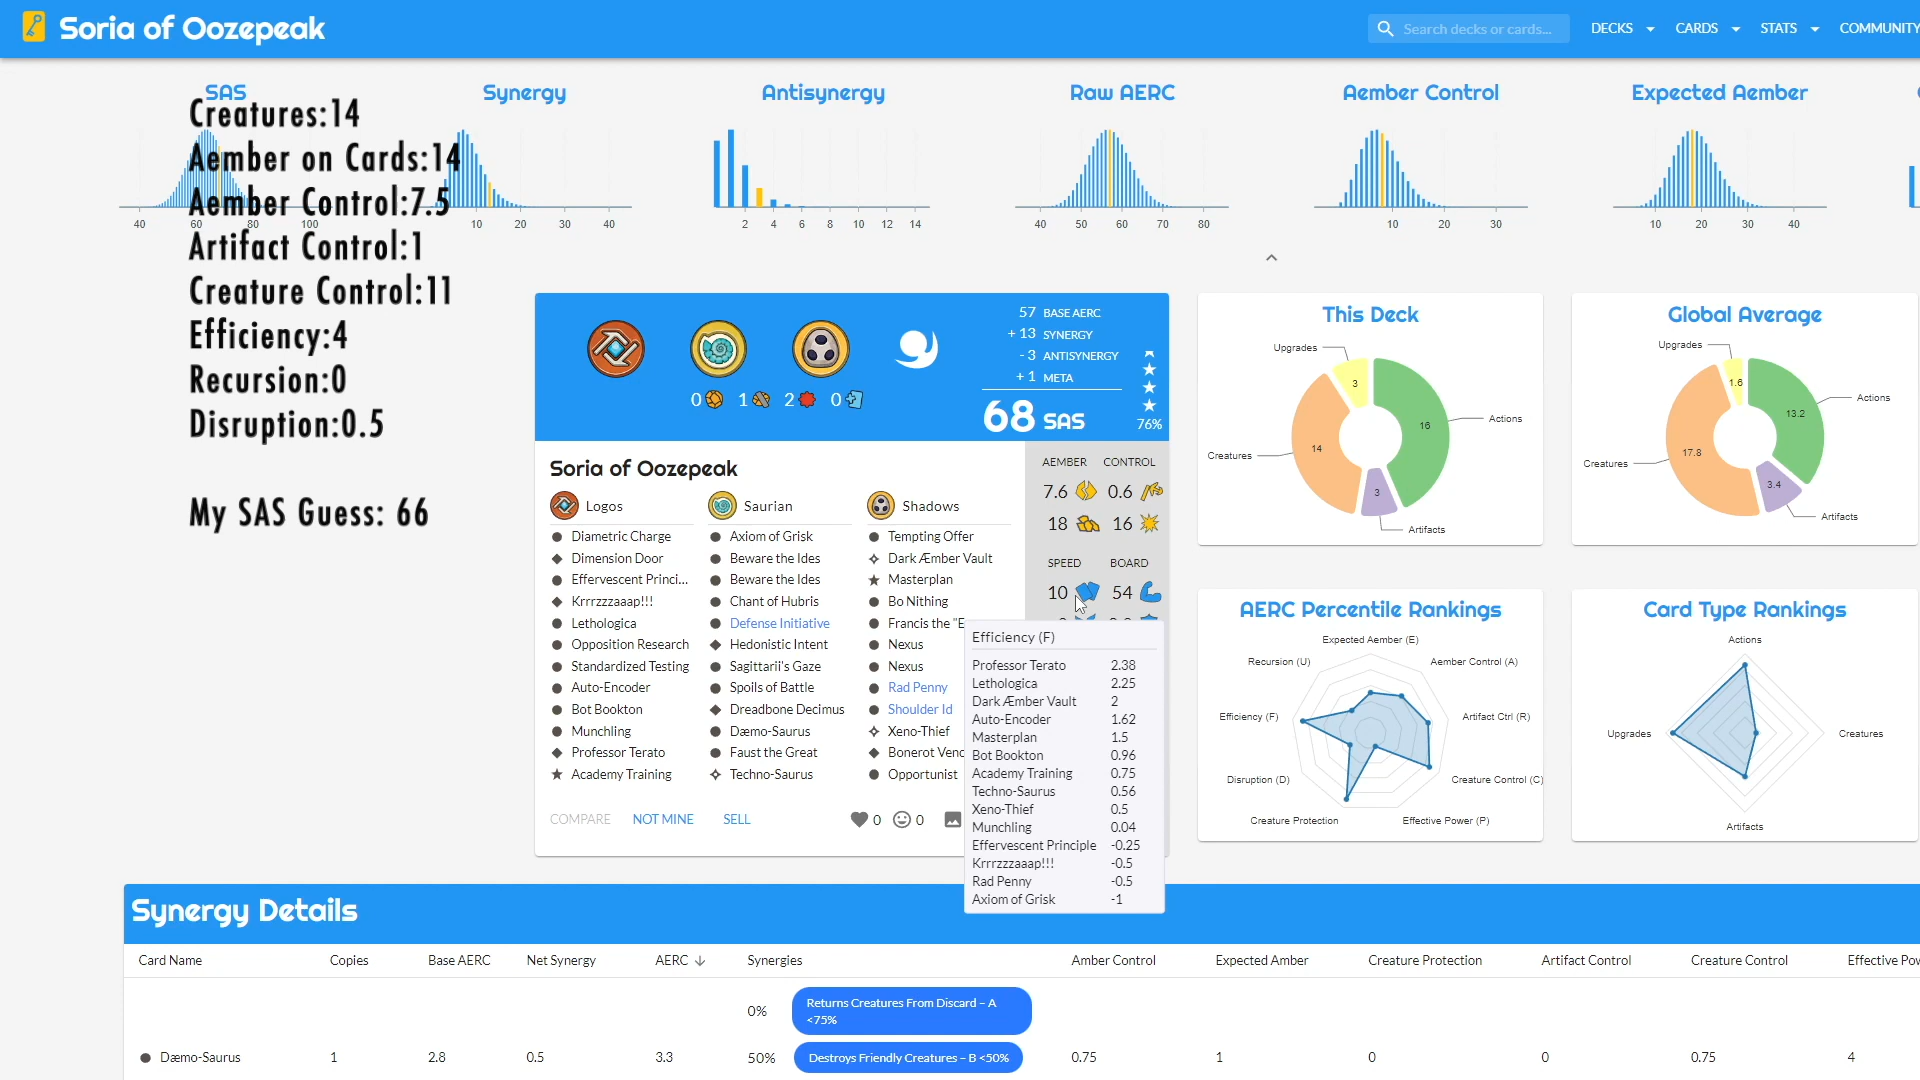 Soria of Oozepeak
Search decks or cards...
DECKS
CARDS
STATS
COMMUNITY
SAS
Synergy
Antisynergy
Raw AERC
Aember Control
Expected Aember
40 60 80 100
10 20 30 40
2 4 6 8 10 12 14
40 50 60 70 80
10 20 30
10 20 30 40
Creatures:14
Aember on Cards:14
Aember Control:7.5
Artifact Control:1
Creature Control:11
Efficiency:4
Recursion:0
Disruption:0.5
My SAS Guess: 66
0 1 2 0
57 BASE AERC
+ 13 SYNERGY
- 3 ANTISYNERGY
+ 1 META
68 SAS
76%
Soria of Oozepeak
Logos
Diametric Charge
Dimension Door
Effervescent Princi...
Krrrzzzaaap!!!
Lethologica
Opposition Research
Standardized Testing
Auto-Encoder
Bot Bookton
Munchling
Professor Terato
Academy Training
Saurian
Axiom of Grisk
Beware the Ides
Beware the Ides
Chant of Hubris
Defense Initiative
Hedonistic Intent
Sagittarii's Gaze
Spoils of Battle
Dreadbone Decimus
Dæmo-Saurus
Faust the Great
Techno-Saurus
Shadows
Tempting Offer
Dark Æmber Vault
Masterplan
Bo Nithing
Francis the "E
Nexus
Nexus
Rad Penny
Shoulder Id
Xeno-Thief
Bonerot Veno
Opportunist
AEMBER CONTROL
7.6 0.6
18 16
SPEED BOARD
10 54
COMPARE
NOT MINE
SELL
0
0
Efficiency (F)
Professor Terato 2.38
Lethologica 2.25
Dark Æmber Vault 2
Auto-Encoder 1.62
Masterplan 1.5
Bot Bookton 0.96
Academy Training 0.75
Techno-Saurus 0.56
Xeno-Thief 0.5
Munchling 0.04
Effervescent Principle -0.25
Krrrzzzaaap!!! -0.5
Rad Penny -0.5
Axiom of Grisk -1
This Deck
Upgrades
3
Actions
16
Creatures
14
3
Artifacts
Global Average
Upgrades
1.6
Actions
13.2
Creatures
17.8
3.4
Artifacts
AERC Percentile Rankings
Expected Aember (E)
Recursion (U)
Aember Control (A)
Efficiency (F)
Artifact Ctrl (R)
Disruption (D)
Creature Control (C)
Creature Protection
Effective Power (P)
Card Type Rankings
Actions
Upgrades
Creatures
Artifacts
Synergy Details
Card Name Copies Base AERC Net Synergy AERC Synergies Amber Control Expected Amber Creature Protection Artifact Control Creature Control Effective Pow
0% Returns Creatures From Discard – A
<75%
Dæmo-Saurus 1 2.8 0.5 3.3 50% Destroys Friendly Creatures – B <50% 0.75 1 0 0 0.75 4